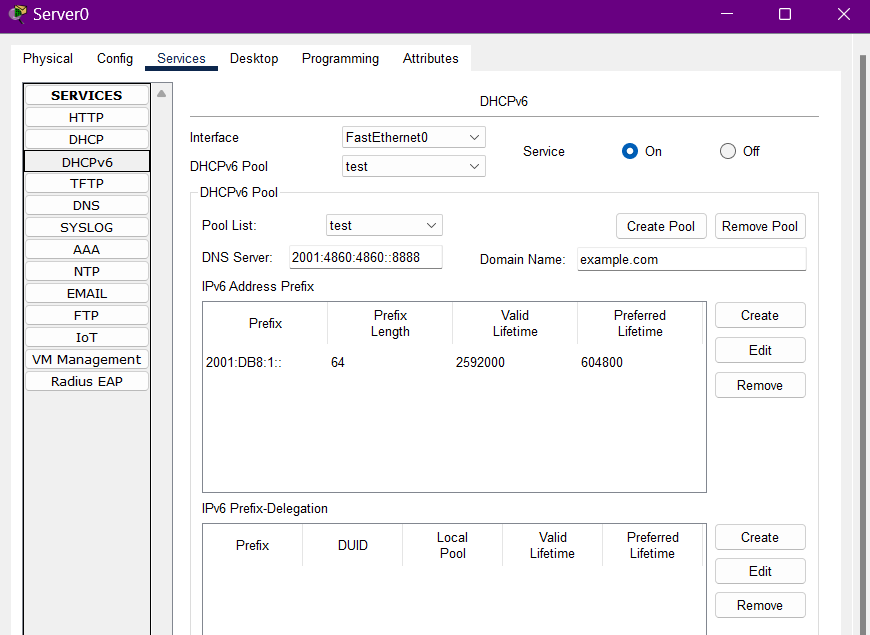 Server0
Physical Config Services Desktop Programming Attributes
SERVICES
HTTP
DHCP
DHCPv6
TFTP
DNS
SYSLOG
AAA
NTP
EMAIL
FTP
IoT
VM Management
Radius EAP
DHCPv6
Interface FastEthernet0
Service On Off
DHCPv6 Pool test
DHCPv6 Pool
Pool List: test Create Pool Remove Pool
DNS Server: 2001:4860:4860::8888 Domain Name: example.com
IPv6 Address Prefix
Prefix Prefix Length Valid Lifetime Preferred Lifetime Create
2001:DB8:1:: 64 2592000 604800 Edit
Remove
IPv6 Prefix-Delegation
Prefix DUID Local Pool Valid Lifetime Preferred Lifetime Create
Edit
Remove